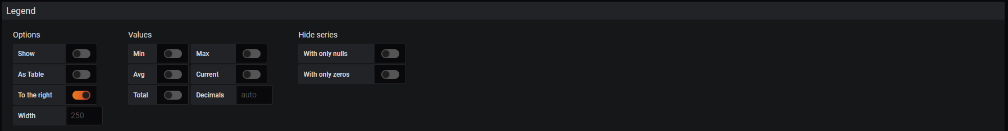 Legend
Options
Values
Hide series
Show
Min
Max
With only nulls
As Table
Avg
Current
With only zeros
To the right
Total
Decimals
auto
Width
250